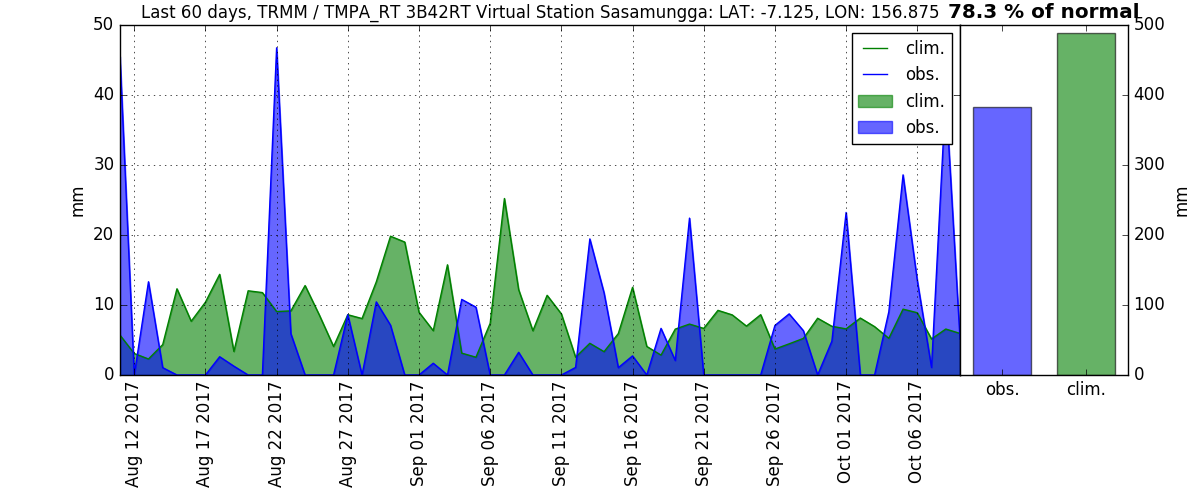 Last 60 days, TRMM / TMPA_RT 3B42RT Virtual Station Sasamungga: LAT: -7.125, LON: 156.875 78.3 % of normal
50
40
30
20
10
0
mm
clim.
obs.
clim.
obs.
500
400
300
200
100
0
mm
Aug 12 2017
Aug 17 2017
Aug 22 2017
Aug 27 2017
Sep 01 2017
Sep 06 2017
Sep 11 2017
Sep 16 2017
Sep 21 2017
Sep 26 2017
Oct 01 2017
Oct 06 2017
obs.
clim.